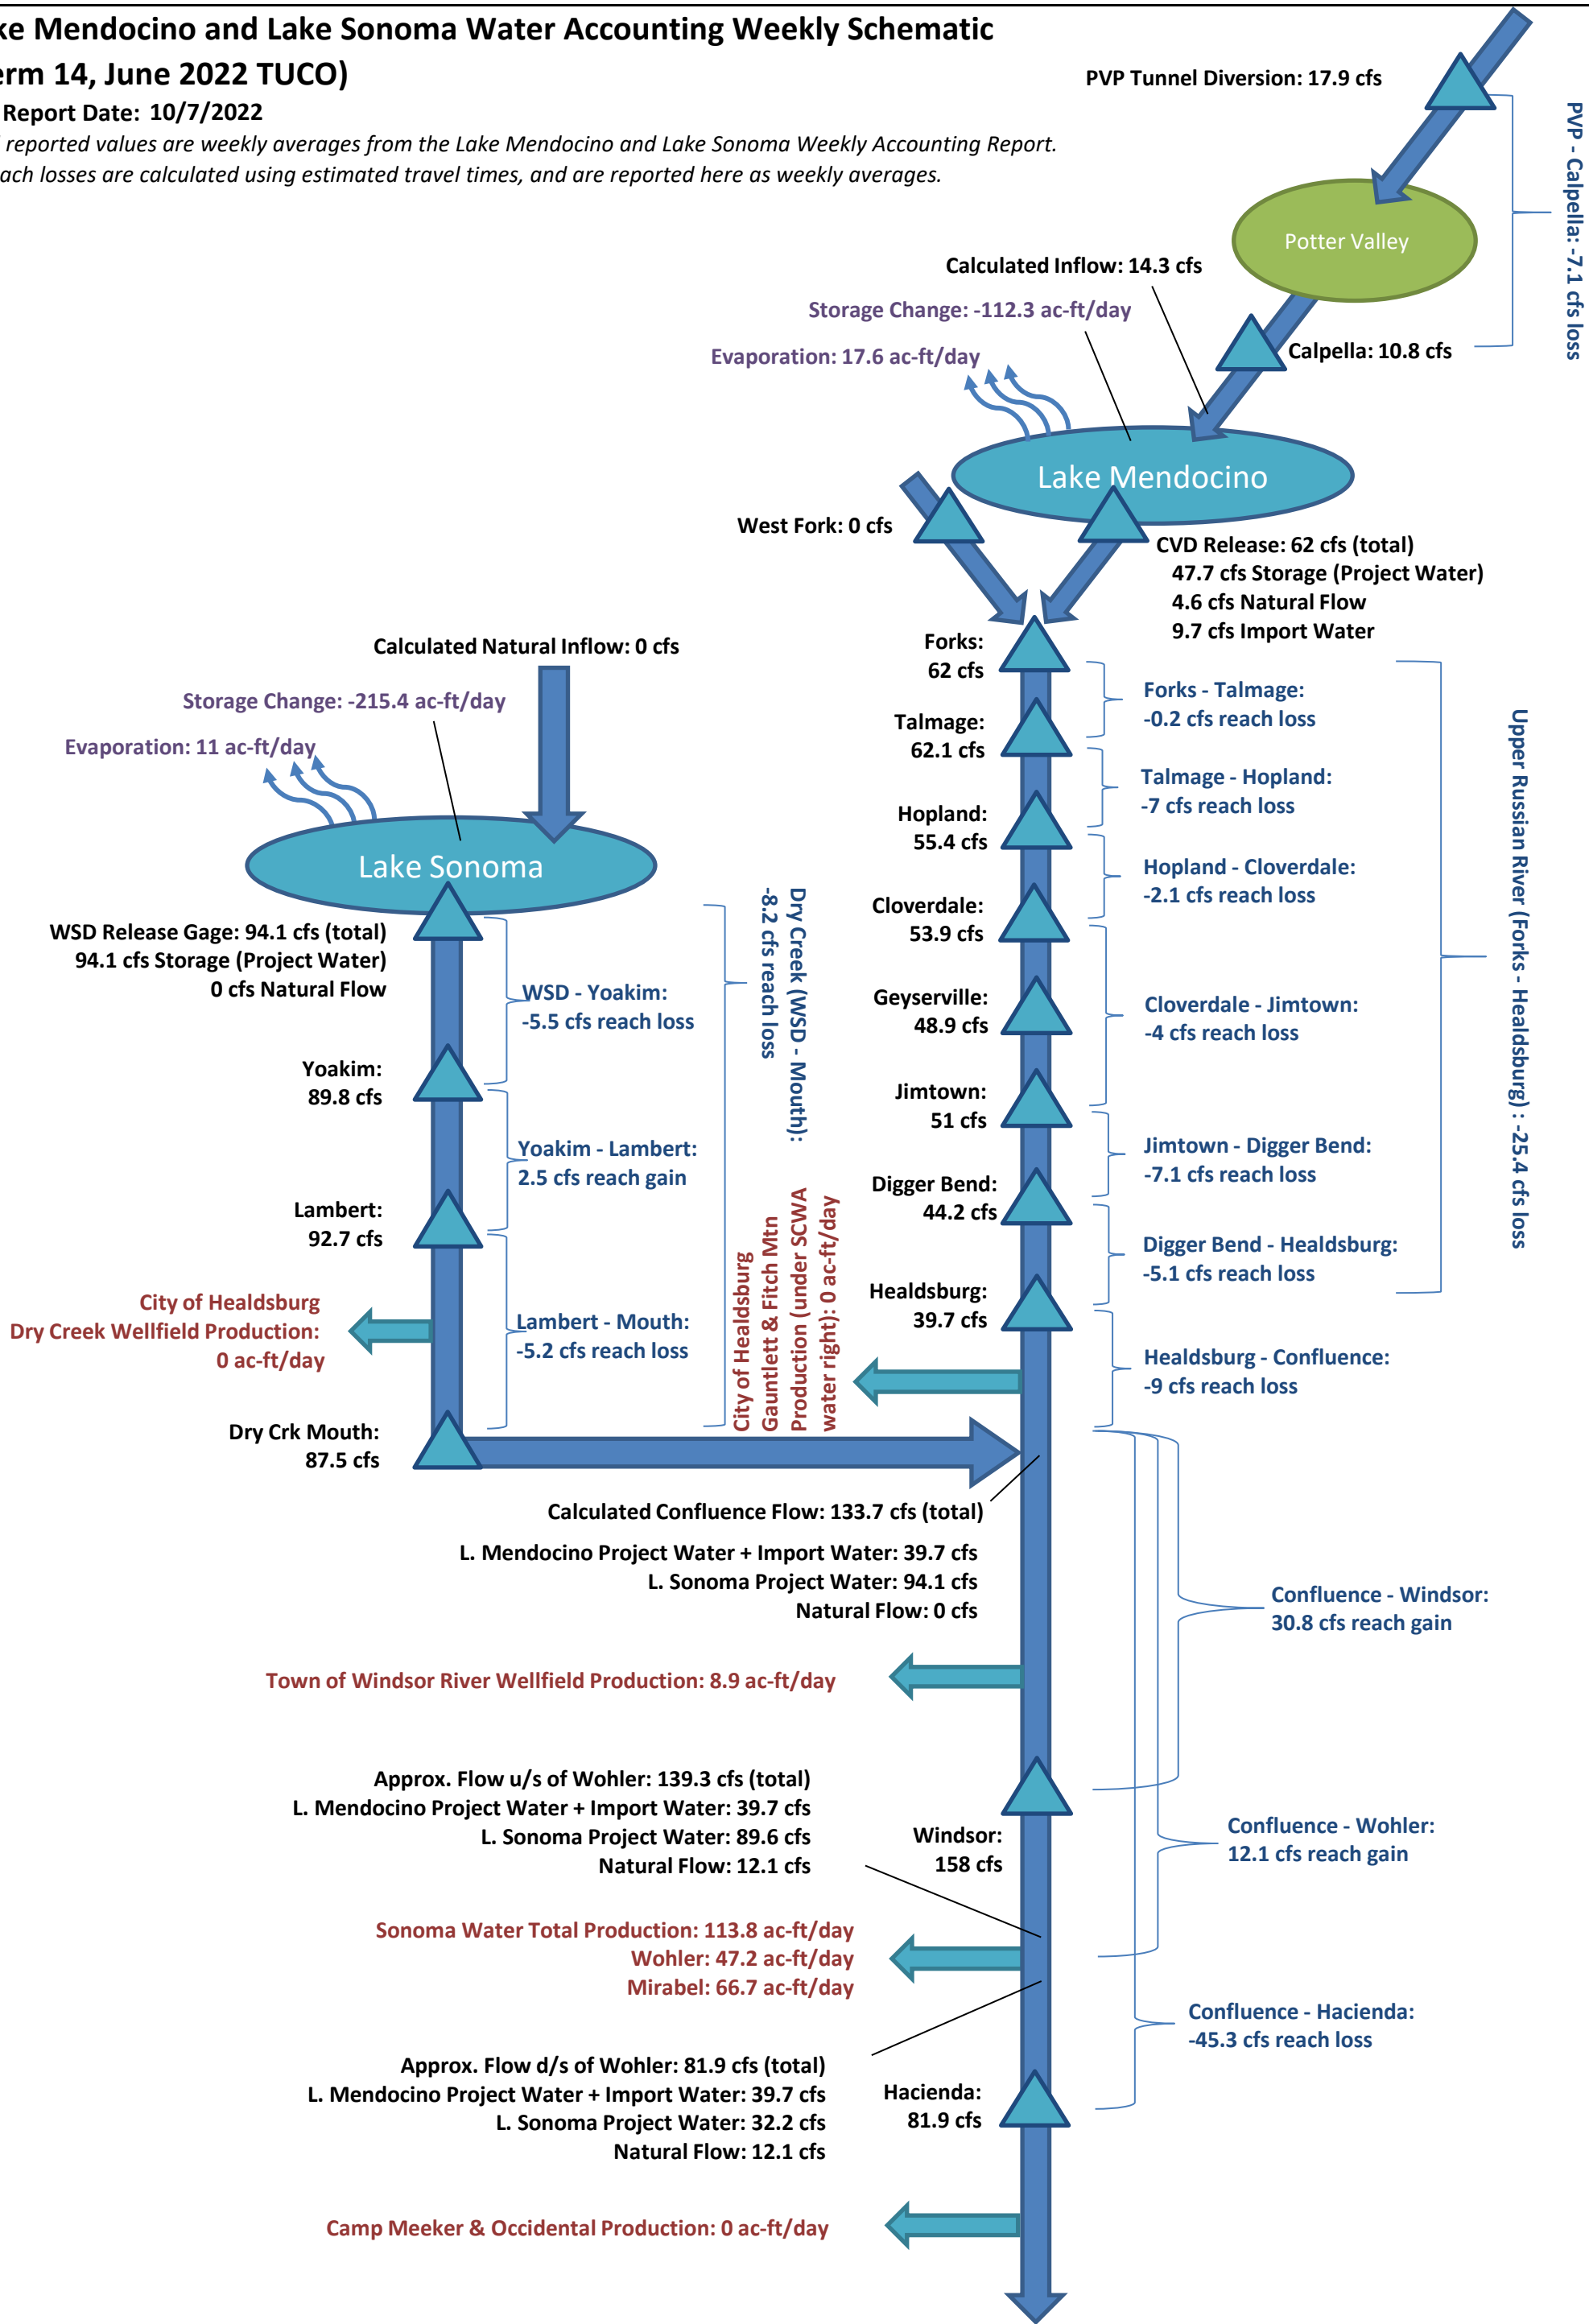 ke Mendocino and Lake Sonoma Water Accounting Weekly Schematic
erm 14, June 2022 TUCO)
Report Date: 10/7/2022
reported values are weekly averages from the Lake Mendocino and Lake Sonoma Weekly Accounting Report.
ach losses are calculated using estimated travel times, and are reported here as weekly averages.
PVP Tunnel Diversion: 17.9 cfs
PVP - Calpella: -7.1 cfs loss
Potter Valley
Calculated Inflow: 14.3 cfs
Storage Change: -112.3 ac-ft/day
Evaporation: 17.6 ac-ft/day
Calpella: 10.8 cfs
Lake Mendocino
West Fork: 0 cfs
CVD Release: 62 cfs (total)
47.7 cfs Storage (Project Water)
4.6 cfs Natural Flow
9.7 cfs Import Water
Calculated Natural Inflow: 0 cfs
Storage Change: -215.4 ac-ft/day
Evaporation: 11 ac-ft/day
Lake Sonoma
WSD Release Gage: 94.1 cfs (total)
94.1 cfs Storage (Project Water)
0 cfs Natural Flow
WSD - Yoakim:
-5.5 cfs reach loss
Yoakim:
89.8 cfs
Yoakim - Lambert:
2.5 cfs reach gain
Lambert:
92.7 cfs
City of Healdsburg
Dry Creek Wellfield Production:
0 ac-ft/day
Lambert - Mouth:
-5.2 cfs reach loss
Dry Crk Mouth:
87.5 cfs
Dry Creek (WSD - Mouth):
-8.2 cfs reach loss
City of Healdsburg
Gauntlett & Fitch Mtn
Production (under SCWA
water right): 0 ac-ft/day
Forks:
62 cfs
Forks - Talmage:
-0.2 cfs reach loss
Talmage:
62.1 cfs
Talmage - Hopland:
-7 cfs reach loss
Hopland:
55.4 cfs
Hopland - Cloverdale:
-2.1 cfs reach loss
Cloverdale:
53.9 cfs
Geyserville:
48.9 cfs
Cloverdale - Jimtown:
-4 cfs reach loss
Jimtown:
51 cfs
Jimtown - Digger Bend:
-7.1 cfs reach loss
Digger Bend:
44.2 cfs
Digger Bend - Healdsburg:
-5.1 cfs reach loss
Healdsburg:
39.7 cfs
Healdsburg - Confluence:
-9 cfs reach loss
Upper Russian River (Forks - Healdsburg) : -25.4 cfs loss
Calculated Confluence Flow: 133.7 cfs (total)
L. Mendocino Project Water + Import Water: 39.7 cfs
L. Sonoma Project Water: 94.1 cfs
Natural Flow: 0 cfs
Confluence - Windsor:
30.8 cfs reach gain
Town of Windsor River Wellfield Production: 8.9 ac-ft/day
Approx. Flow u/s of Wohler: 139.3 cfs (total)
L. Mendocino Project Water + Import Water: 39.7 cfs
L. Sonoma Project Water: 89.6 cfs
Natural Flow: 12.1 cfs
Windsor:
158 cfs
Confluence - Wohler:
12.1 cfs reach gain
Sonoma Water Total Production: 113.8 ac-ft/day
Wohler: 47.2 ac-ft/day
Mirabel: 66.7 ac-ft/day
Confluence - Hacienda:
-45.3 cfs reach loss
Approx. Flow d/s of Wohler: 81.9 cfs (total)
L. Mendocino Project Water + Import Water: 39.7 cfs
L. Sonoma Project Water: 32.2 cfs
Natural Flow: 12.1 cfs
Hacienda:
81.9 cfs
Camp Meeker & Occidental Production: 0 ac-ft/day